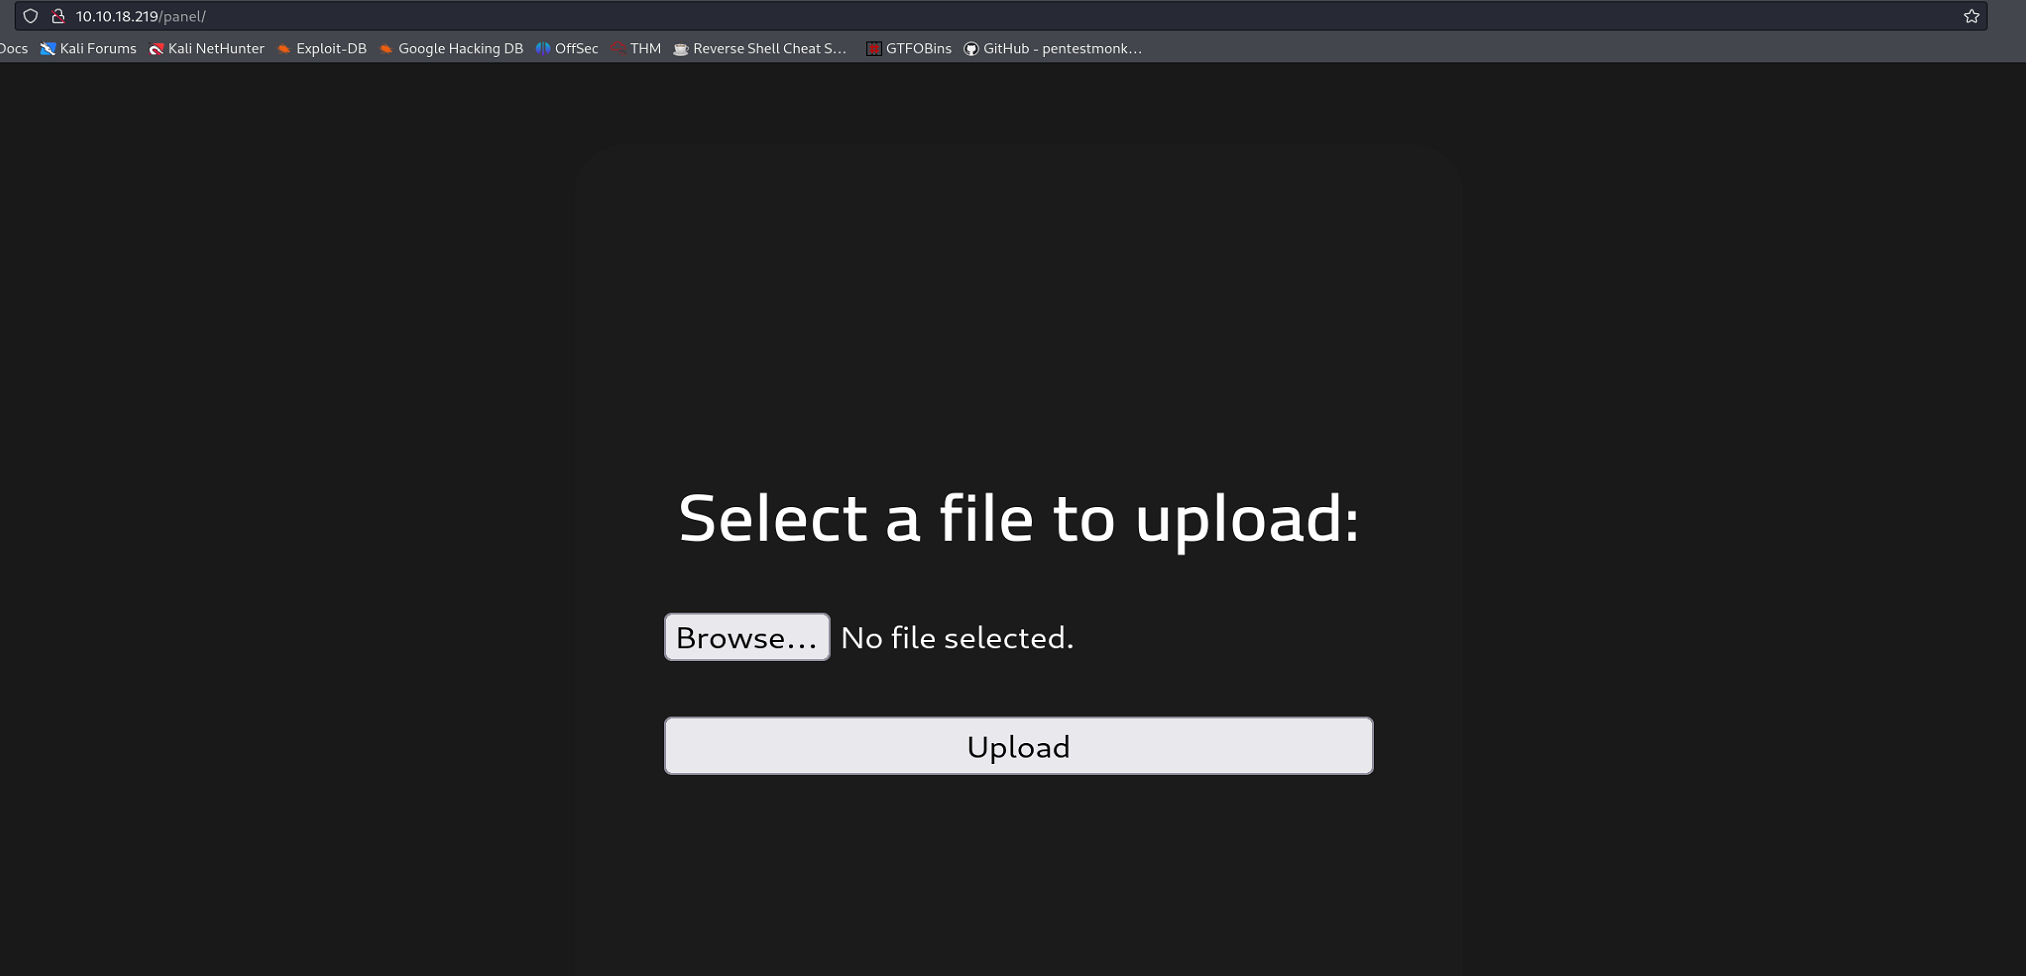 10.10.18.219/panel/
Docs Kali Forums Kali NetHunter Exploit-DB Google Hacking DB OffSec THM Reverse Shell Cheat S... GTFOBins GitHub - pentestmonk...
Select a file to upload:
Browse... No file selected.
Upload